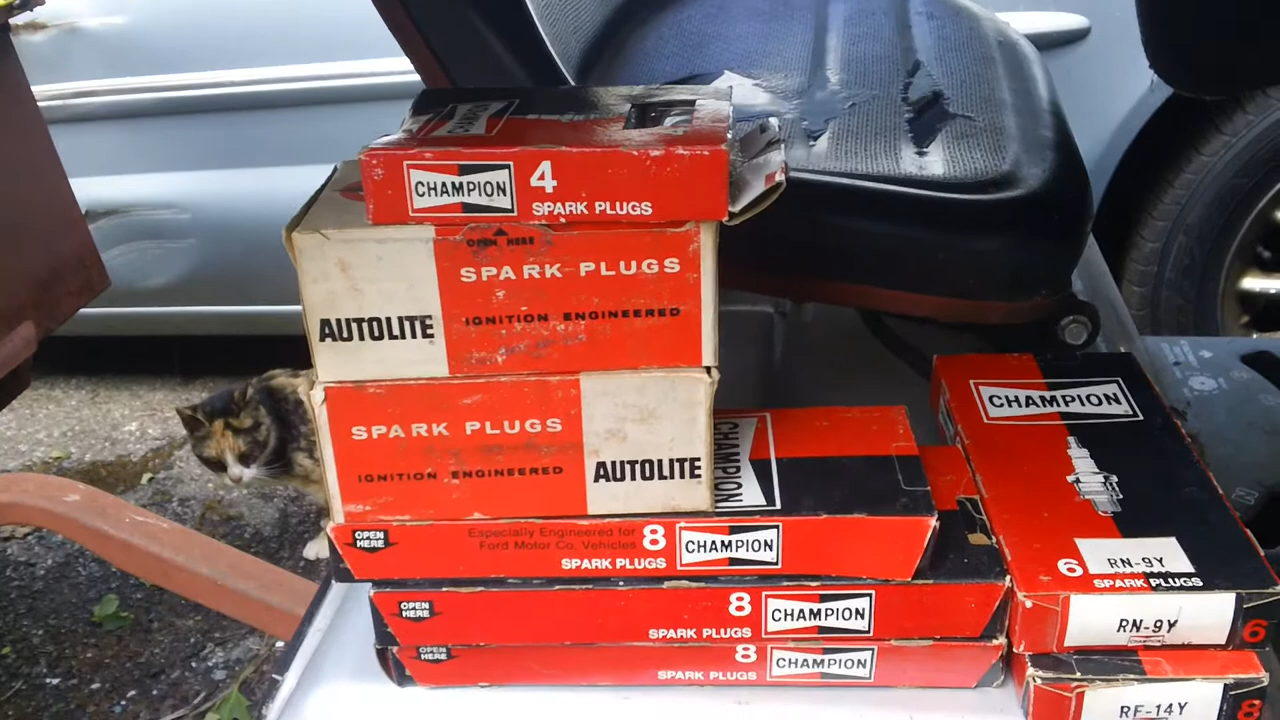 CHAMPION
CHAMPION
4
SPARK PLUGS
OPEN HERE
SPARK PLUGS
AUTOLITE
IGNITION ENGINEERED
SPARK PLUGS
IGNITION ENGINEERED
AUTOLITE
CHAMPION
OPEN HERE
Especially Engineered for
Ford Motor Co. Vehicles
8
CHAMPION
SPARK PLUGS
OPEN HERE
8
CHAMPION
SPARK PLUGS
OPEN HERE
8
CHAMPION
SPARK PLUGS
CHAMPION
6
RN-9Y
SPARK PLUGS
RN-9Y
CHAMPION
6
RF-14Y
8